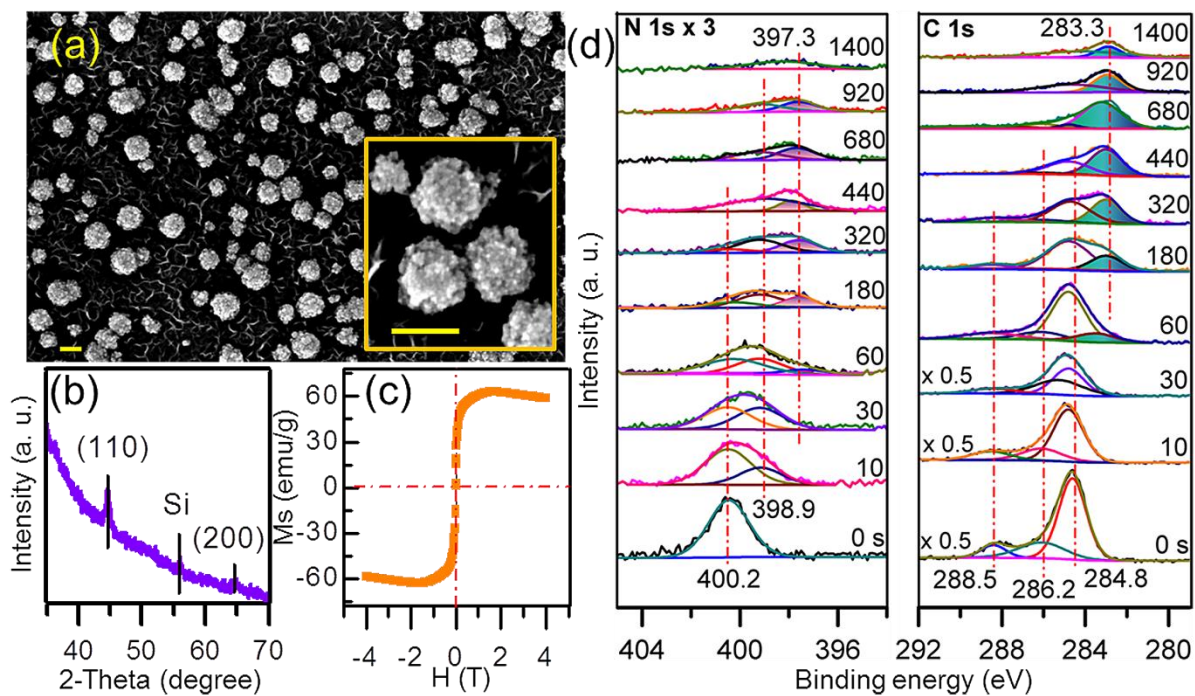 (a)
(b)
Intensity (a. u.)
(110)
Si
(200)
40 50 60 70
2-Theta (degree)
(c)
Ms (emu/g)
60
30
0
-30
-60
-4 -2 0 2 4
H (T)
(d)
Intensity (a. u.)
N 1s x 3
397.3
1400
920
680
440
320
180
60
30
10
398.9
0 s
400.2
404 400 396
C 1s
283.3
1400
920
680
440
320
180
60
x 0.5 30
x 0.5 10
x 0.5 0 s
288.5
286.2
284.8
292 288 284 280
Binding energy (eV)